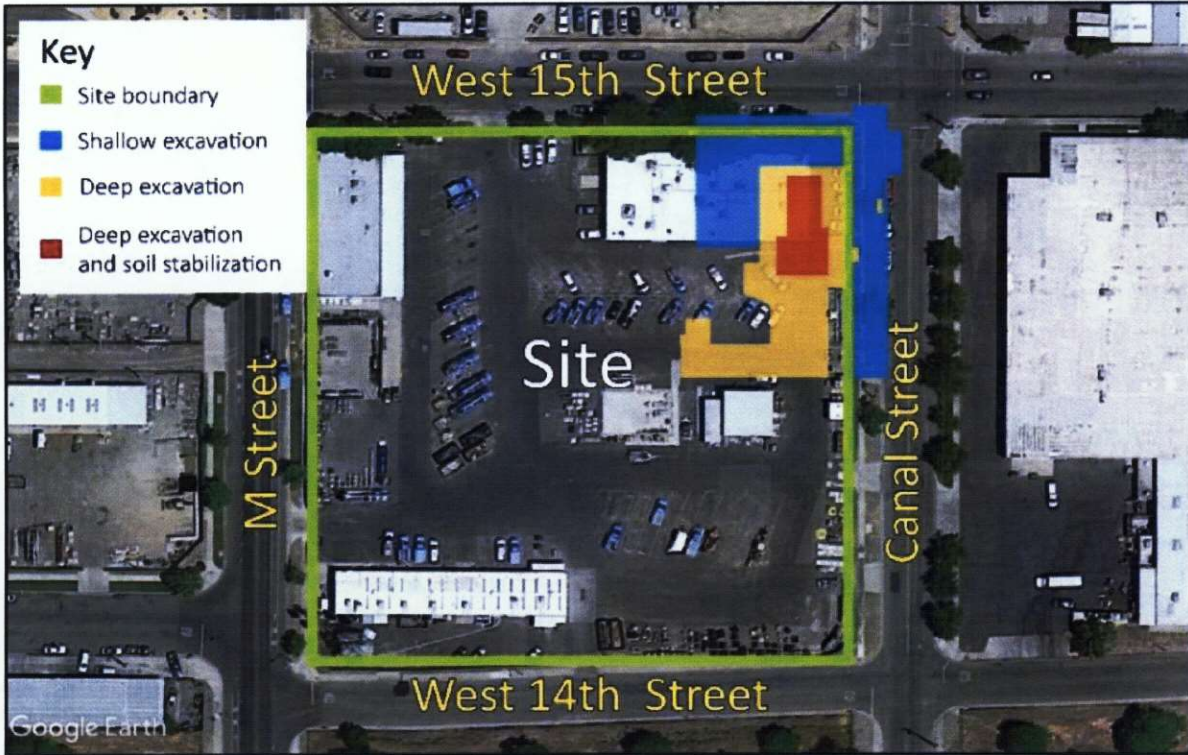 Key
Site boundary
Shallow excavation
Deep excavation
Deep excavation
and soil stabilization
West 15th Street
Site
M Street
Canal Street
West 14th Street
Google Earth